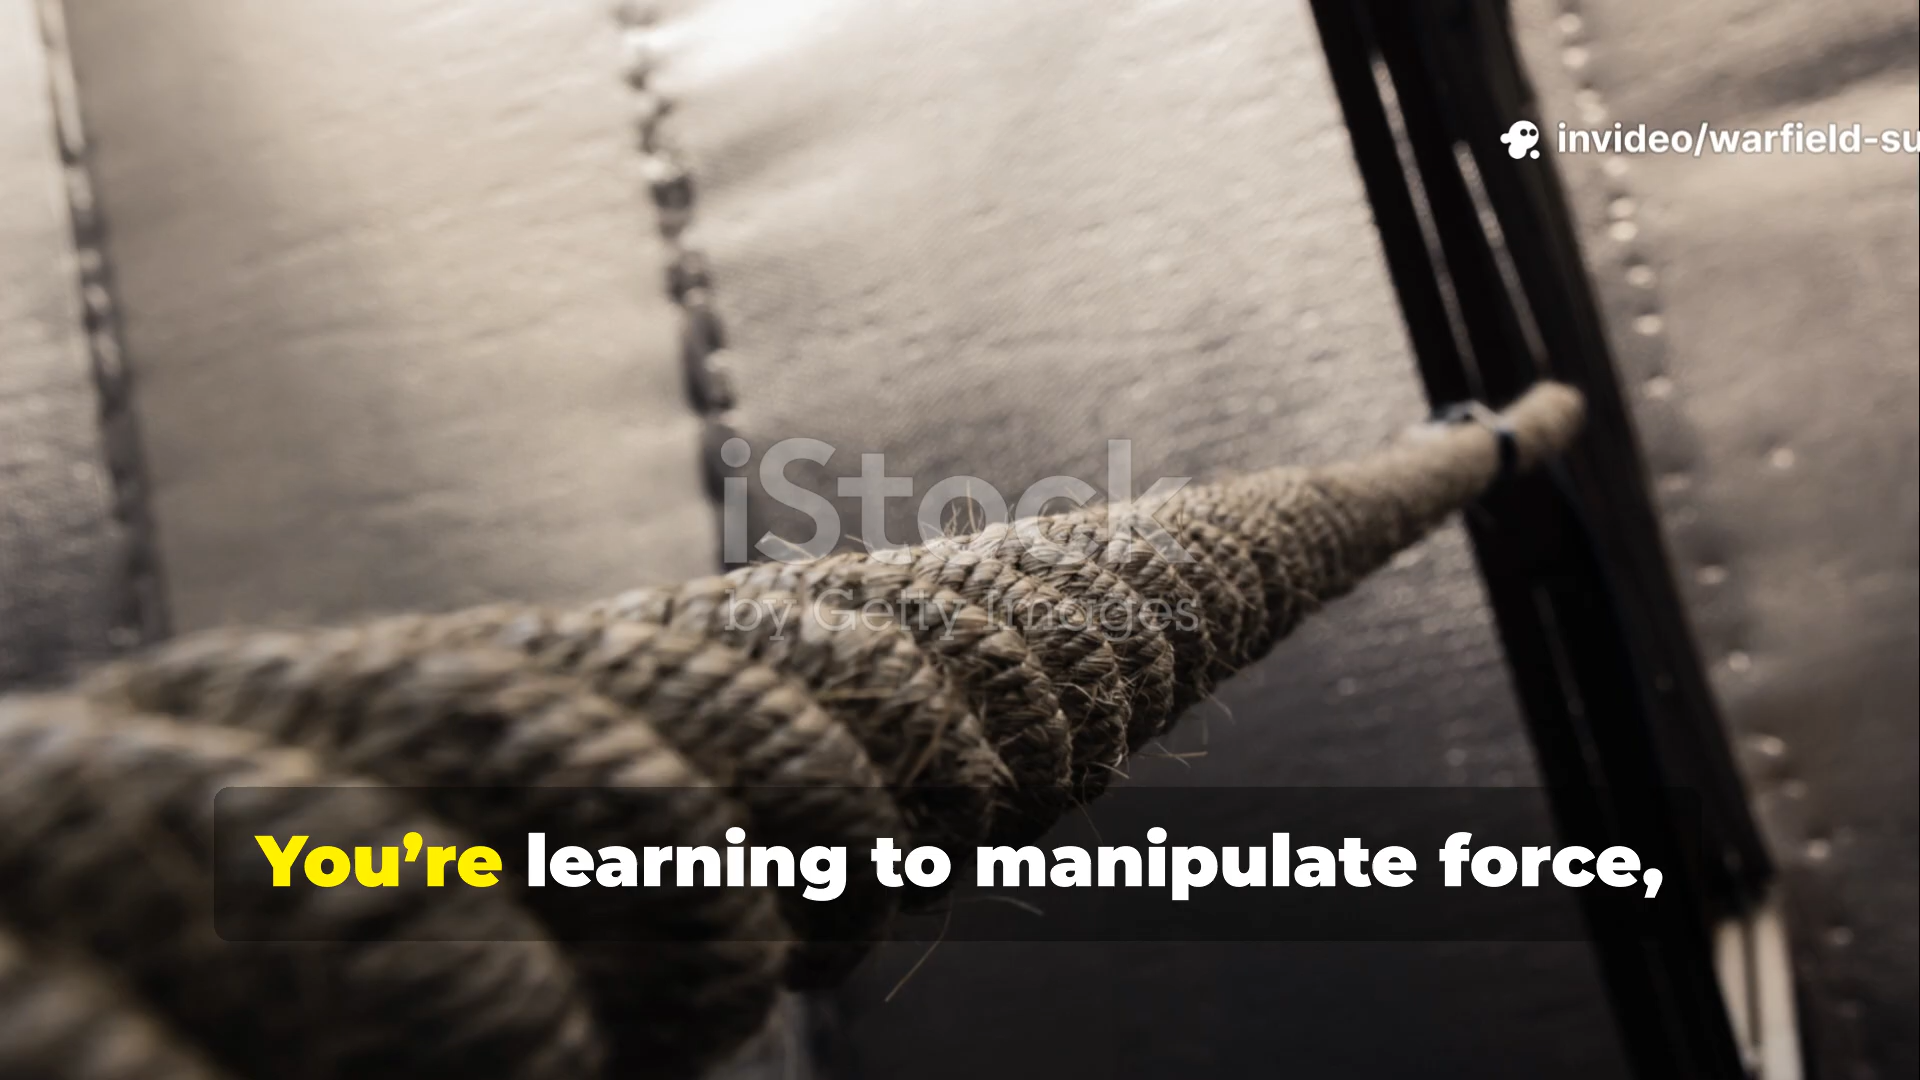 invideo/warfield-su
iStock
by Getty Images
You're learning to manipulate force,